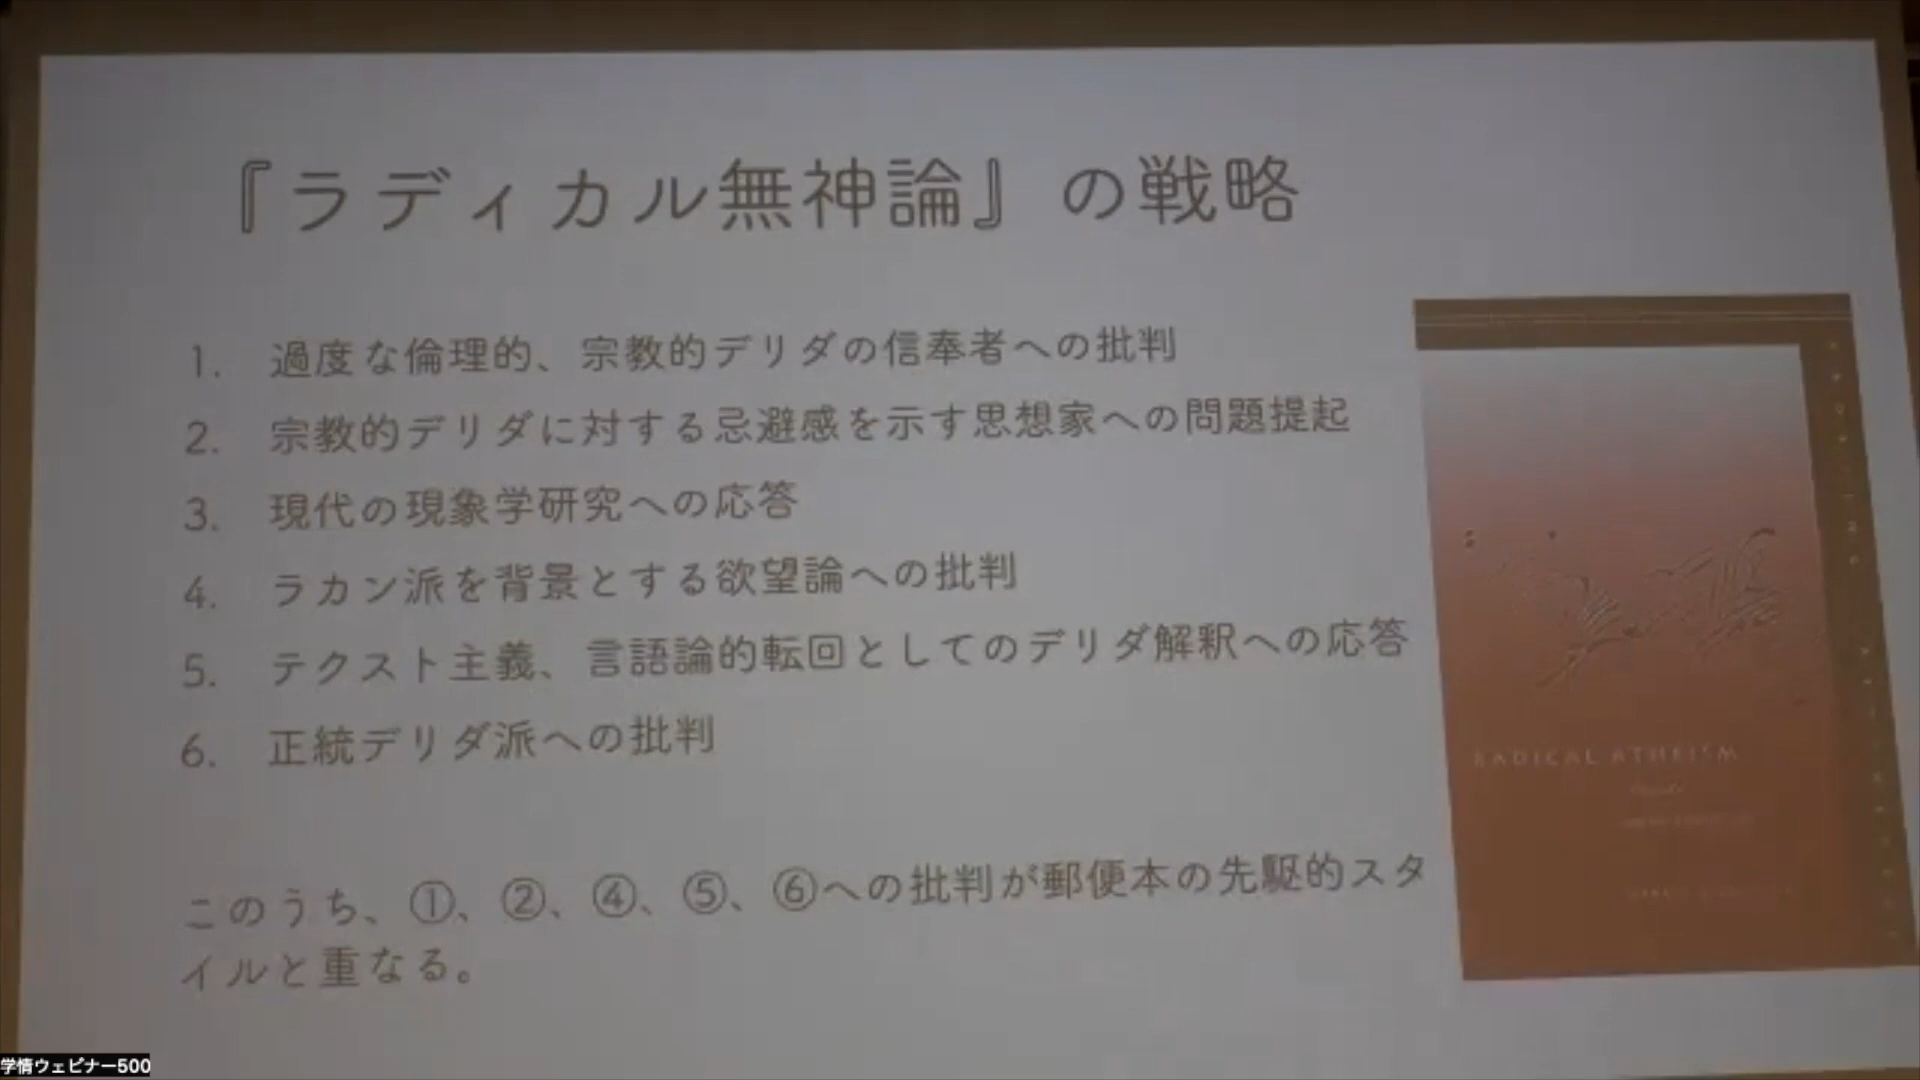 『ラディカル無神論』の戦略
1. 過度な倫理的、宗教的デリダの信奉者への批判
2. 宗教的デリダに対する忌避感を示す思想家への問題提起
3. 現代の現象学研究への応答
4. ラカン派を背景とする欲望論への批判
5. テクスト主義、言語論的転回としてのデリダ解釈への応答
6. 正統デリダ派への批判
このうち、①、②、④、⑤、⑥への批判が郵便本の先駆的スタ
イルと重なる。
RADICAL ATHEISM
学情ウェビナー500